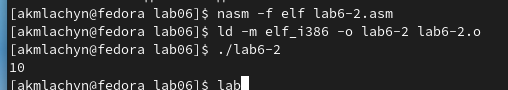 [akmlachyn@fedora lab06]$ nasm -f elf lab6-2.asm
[akmlachyn@fedora lab06]$ ld -m elf_i386 -o lab6-2 lab6-2.o
[akmlachyn@fedora lab06]$ ./lab6-2
10
[akmlachyn@fedora lab06]$ lab